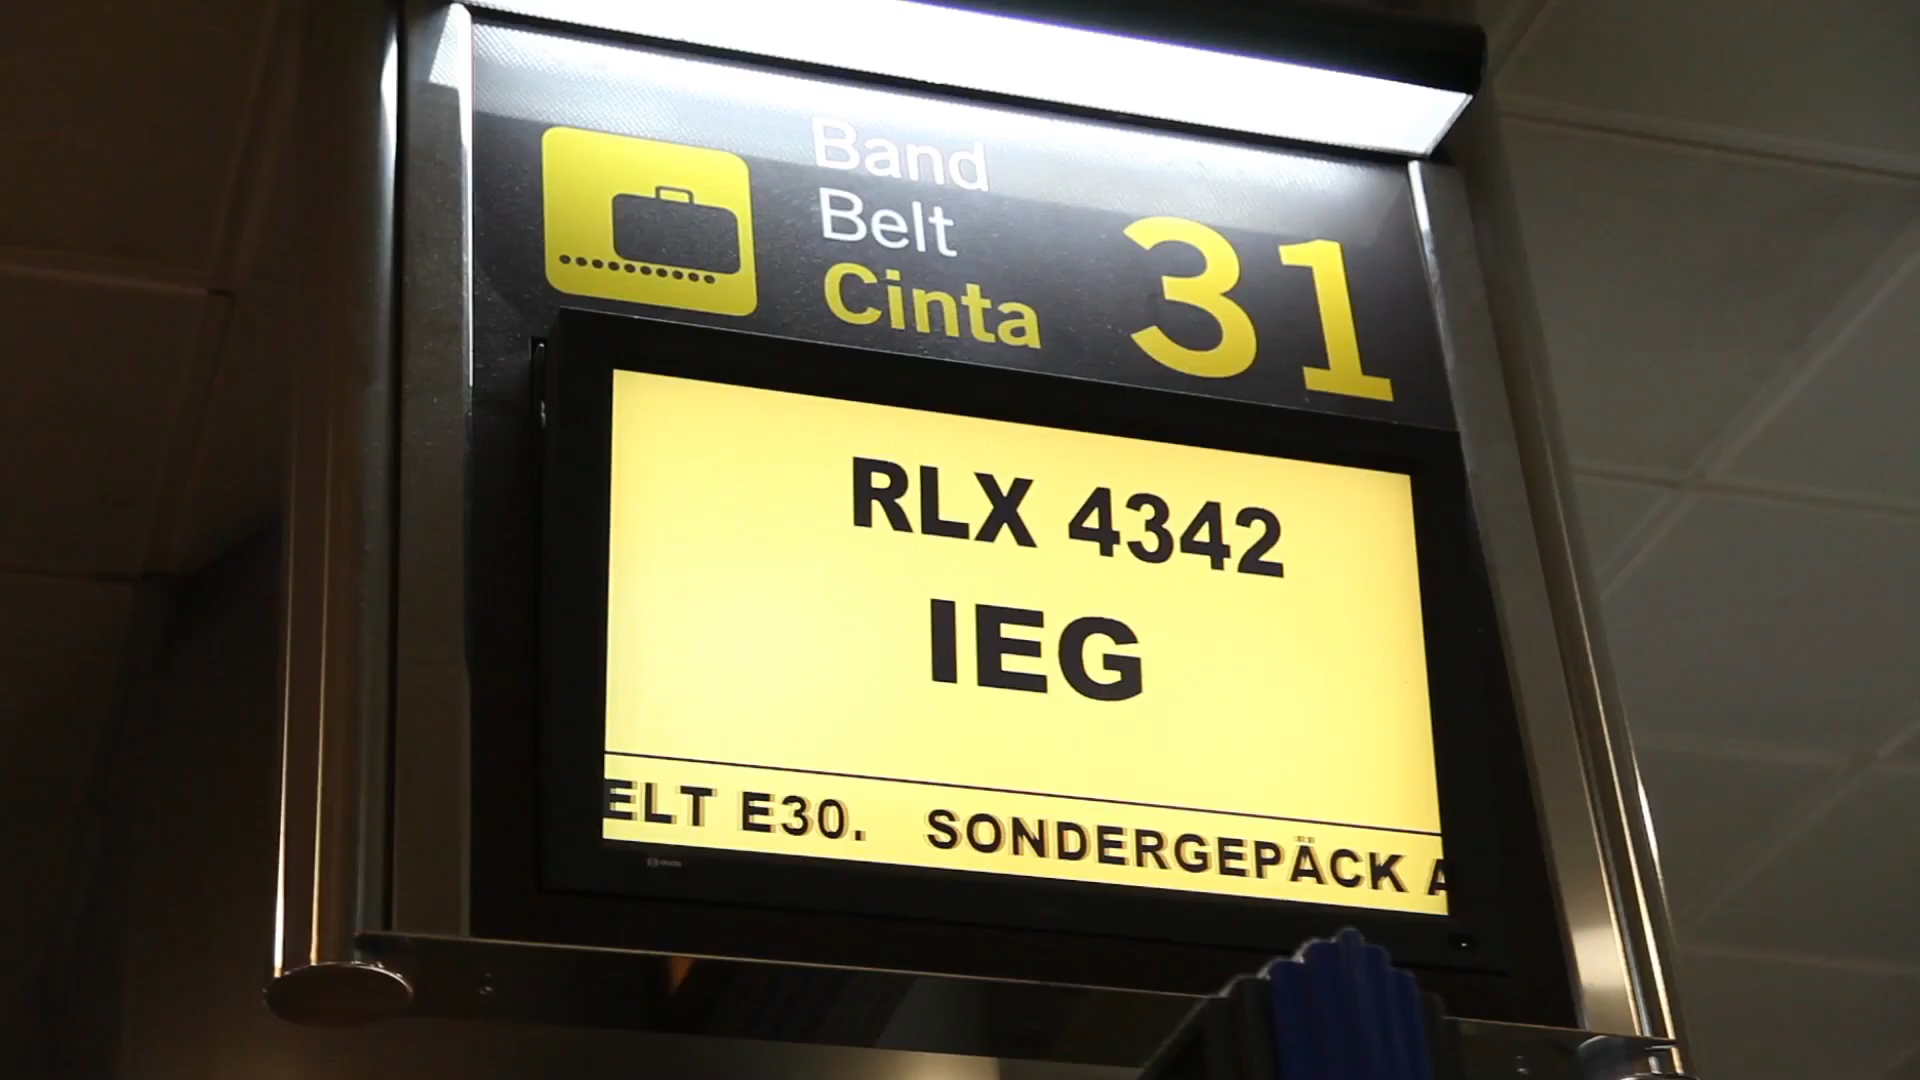 Band
Belt
Cinta
31
RLX 4342
IEG
ELT E30. SONDERGEPÄCK A